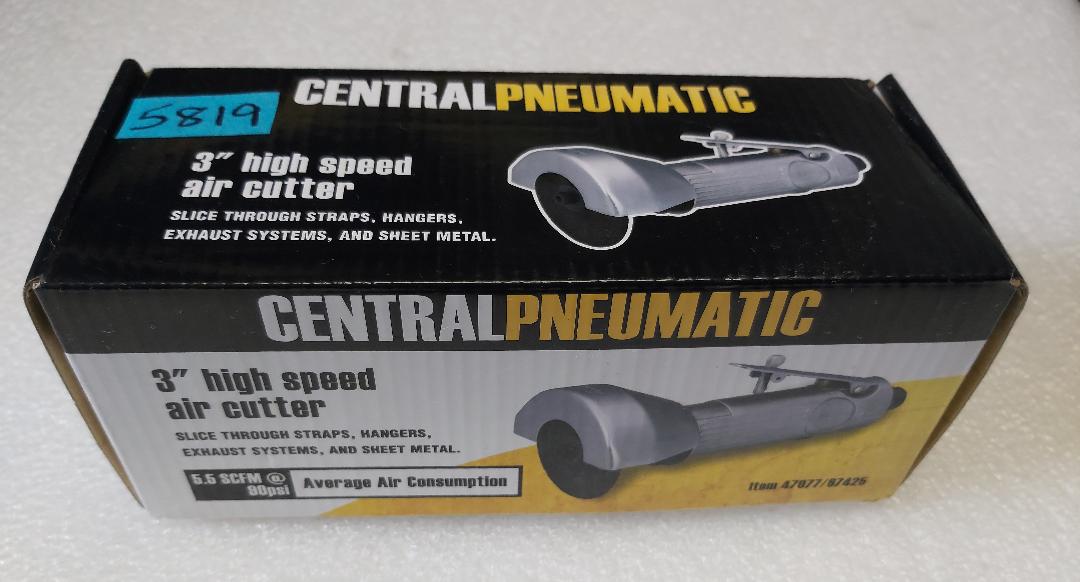 5819
CENTRALPNEUMATIC
3" high speed
air cutter
SLICE THROUGH STRAPS, HANGERS,
EXHAUST SYSTEMS, AND SHEET METAL.
CENTRALPNEUMATIC
3" high speed
air cutter
SLICE THROUGH STRAPS, HANGERS,
EXHAUST SYSTEMS, AND SHEET METAL.
5.5 SCFM @
90psi
Average Air Consumption
Item 47077/67425